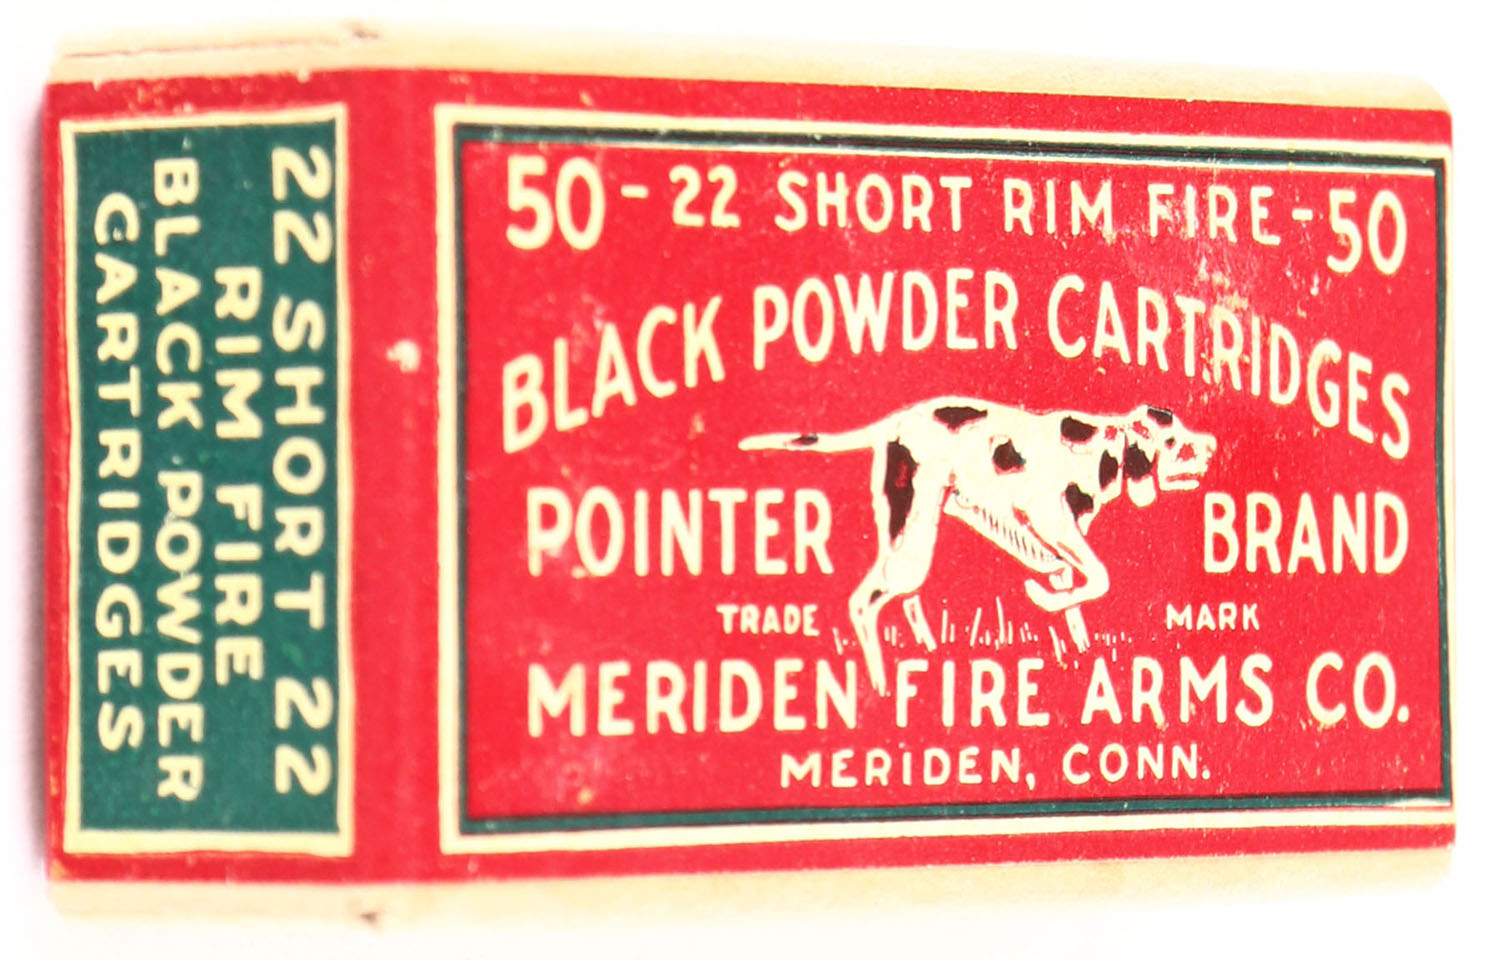 50 - 22 SHORT RIM FIRE - 50
BLACK POWDER CARTRIDGES
POINTER BRAND
TRADE MARK
MERIDEN FIRE ARMS CO.
MERIDEN, CONN.
22 SHORT 22
RIM FIRE
BLACK POWDER
CARTRIDGES